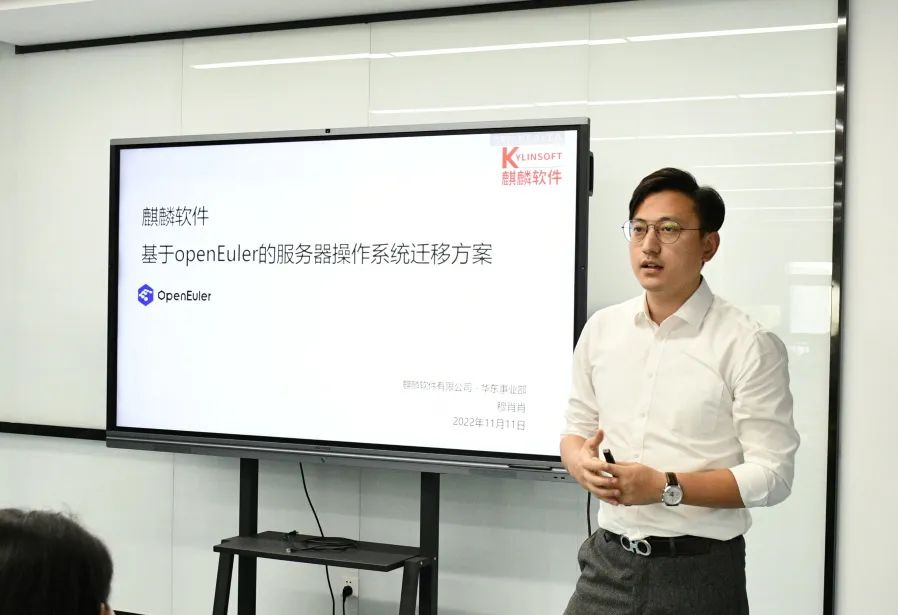 KYLINSOFT
麒麟软件
麒麟软件
基于openEuler的服务器操作系统迁移方案
OpenEuler
麒麟软件有限公司 - 华东事业部
穆肖肖
2022年11月11日